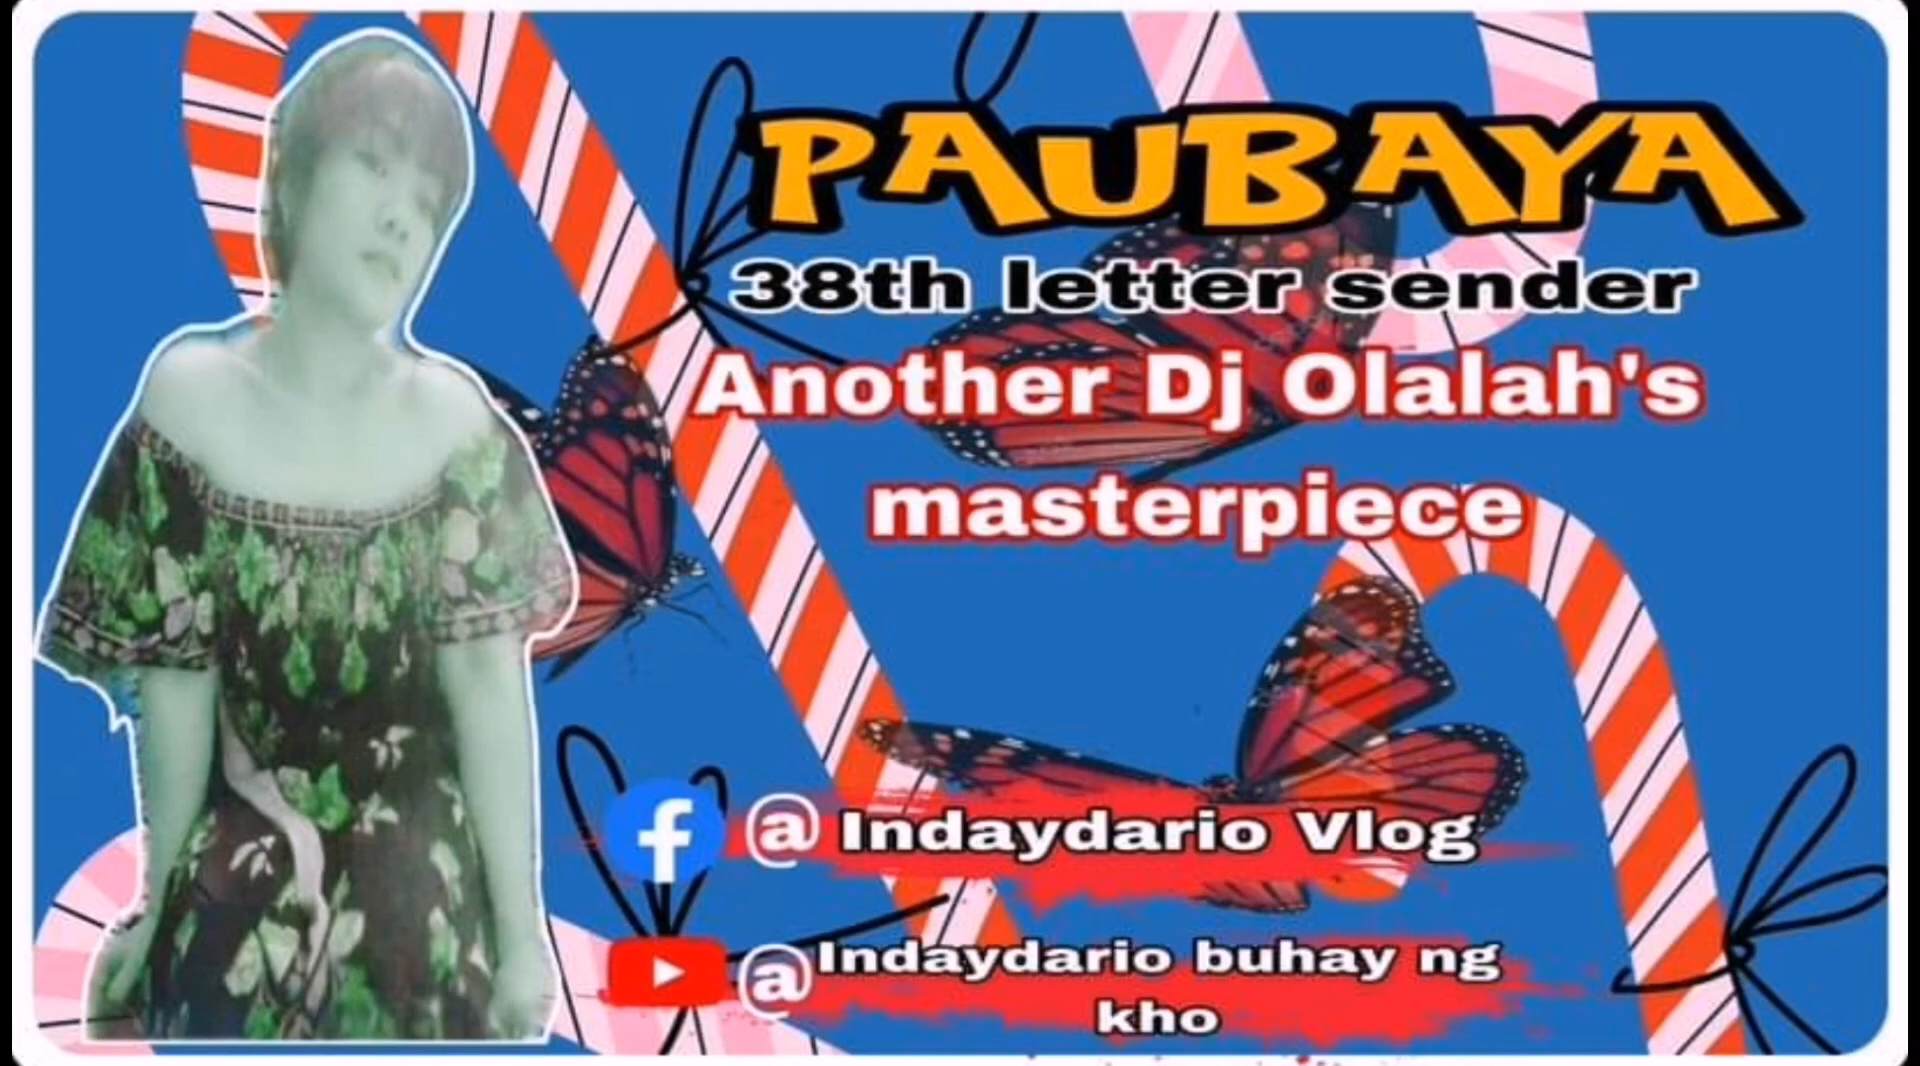 PAUBAYA
38th letter sender
Another Dj Olalah's
masterpiece
@ Indaydario Vlog
@Indaydario buhay ng
kho